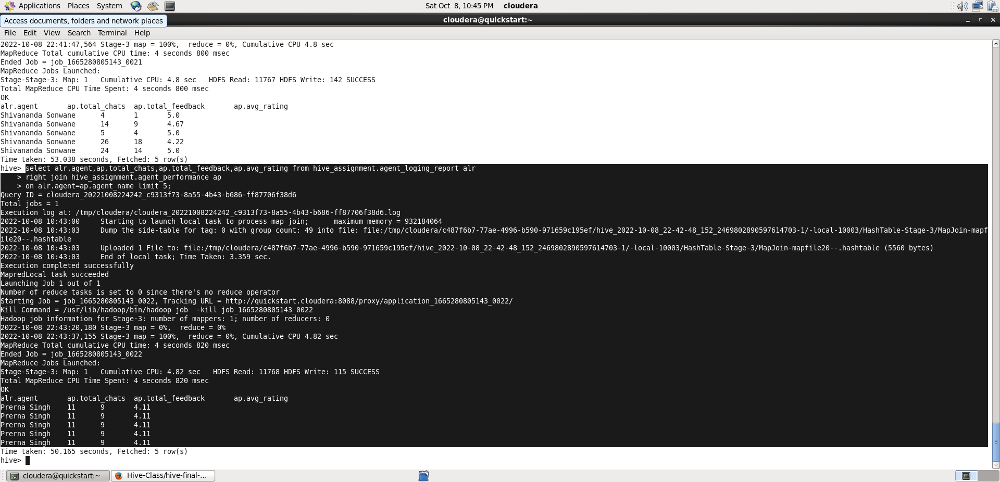 Applications Places System Sat Oct 8, 10:45 PM cloudera
Access documents, folders and network places cloudera@quickstart:~
File Edit View Search Terminal Help
2022-10-08 22:41:47,564 Stage-3 map = 100%,  reduce = 0%, Cumulative CPU 4.8 sec
MapReduce Total cumulative CPU time: 4 seconds 800 msec
Ended Job = job_1665280805143_0021
MapReduce Jobs Launched:
Stage-Stage-3: Map: 1   Cumulative CPU: 4.8 sec   HDFS Read: 11767 HDFS Write: 142 SUCCESS
Total MapReduce CPU Time Spent: 4 seconds 800 msec
OK
alr.agent       ap.total_chats  ap.total_feedback       ap.avg_rating
Shivananda Sonwane      4       1       5.0
Shivananda Sonwane      14      9       4.67
Shivananda Sonwane      5       4       5.0
Shivananda Sonwane      26      18      4.22
Shivananda Sonwane      24      14      5.0
Time taken: 53.038 seconds, Fetched: 5 row(s)
hive> select alr.agent,ap.total_chats,ap.total_feedback,ap.avg_rating from hive_assignment.agent_loging_report alr
    > right join hive_assignment.agent_performance ap
    > on alr.agent=ap.agent_name limit 5;
Query ID = cloudera_20221008224242_c9313f73-8a55-4b43-b686-ff87706f38d6
Total jobs = 1
Execution log at: /tmp/cloudera/cloudera_20221008224242_c9313f73-8a55-4b43-b686-ff87706f38d6.log
2022-10-08 10:43:00     Starting to launch local task to process map join;      maximum memory = 932184064
2022-10-08 10:43:03     Dump the side-table for tag: 0 with group count: 49 into file: file:/tmp/cloudera/c487f6b7-77ae-4996-b590-971659c195ef/hive_2022-10-08_22-42-48_152_2469802890597614703-1/-local-10003/HashTable-Stage-3/MapJoin-mapf
ile20--.hashtable
2022-10-08 10:43:03     Uploaded 1 File to: file:/tmp/cloudera/c487f6b7-77ae-4996-b590-971659c195ef/hive_2022-10-08_22-42-48_152_2469802890597614703-1/-local-10003/HashTable-Stage-3/MapJoin-mapfile20--.hashtable (5560 bytes)
2022-10-08 10:43:03     End of local task; Time Taken: 3.359 sec.
Execution completed successfully
MapredLocal task succeeded
Launching Job 1 out of 1
Number of reduce tasks is set to 0 since there's no reduce operator
Starting Job = job_1665280805143_0022, Tracking URL = http://quickstart.cloudera:8088/proxy/application_1665280805143_0022/
Kill Command = /usr/lib/hadoop/bin/hadoop job  -kill job_1665280805143_0022
Hadoop job information for Stage-3: number of mappers: 1; number of reducers: 0
2022-10-08 22:43:20,180 Stage-3 map = 0%,  reduce = 0%
2022-10-08 22:43:37,155 Stage-3 map = 100%,  reduce = 0%, Cumulative CPU 4.82 sec
MapReduce Total cumulative CPU time: 4 seconds 820 msec
Ended Job = job_1665280805143_0022
MapReduce Jobs Launched:
Stage-Stage-3: Map: 1   Cumulative CPU: 4.82 sec   HDFS Read: 11768 HDFS Write: 115 SUCCESS
Total MapReduce CPU Time Spent: 4 seconds 820 msec
OK
alr.agent       ap.total_chats  ap.total_feedback       ap.avg_rating
Prerna Singh    11      9       4.11
Prerna Singh    11      9       4.11
Prerna Singh    11      9       4.11
Prerna Singh    11      9       4.11
Prerna Singh    11      9       4.11
Time taken: 50.165 seconds, Fetched: 5 row(s)
hive>
cloudera@quickstart:~ Hive-Class/hive-final-...